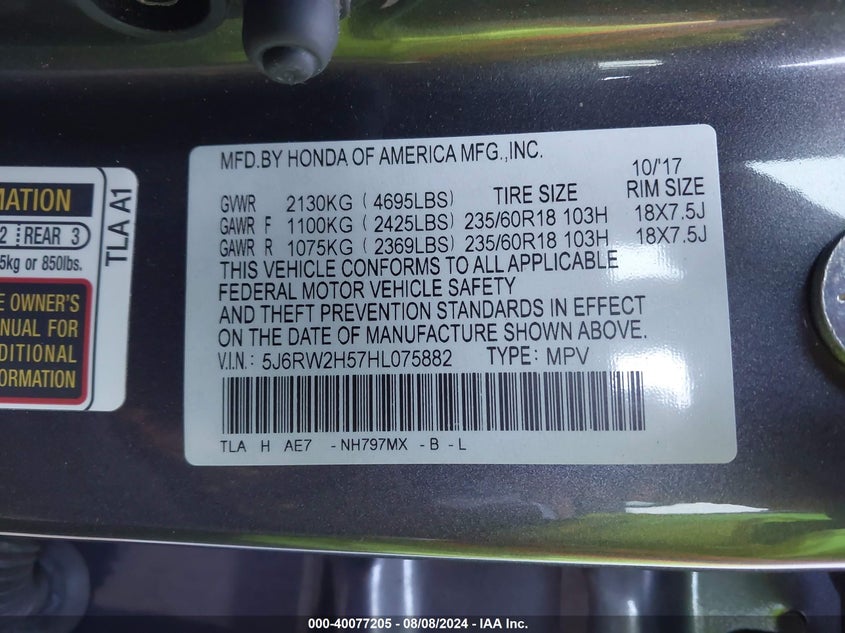 MFD.BY HONDA OF AMERICA MFG.,INC.
10/'17
GVWR 2130KG ( 4695LBS) TIRE SIZE RIM SIZE
GAWR F 1100KG ( 2425LBS) 235/60R18 103H 18X7.5J
GAWR R 1075KG ( 2369LBS) 235/60R18 103H 18X7.5J
THIS VEHICLE CONFORMS TO ALL APPLICABLE
FEDERAL MOTOR VEHICLE SAFETY
AND THEFT PREVENTION STANDARDS IN EFFECT
ON THE DATE OF MANUFACTURE SHOWN ABOVE.
V.I.N.: 5J6RW2H57HL075882 TYPE: MPV
TLA H AE7 -NH797MX -B -L
MATION
2 REAR 3
5kg or 850lbs.
TLA A1
E OWNER'S
NUAL FOR
DITIONAL
FORMATION
000-40077205 - 08/08/2024 - IAA Inc.